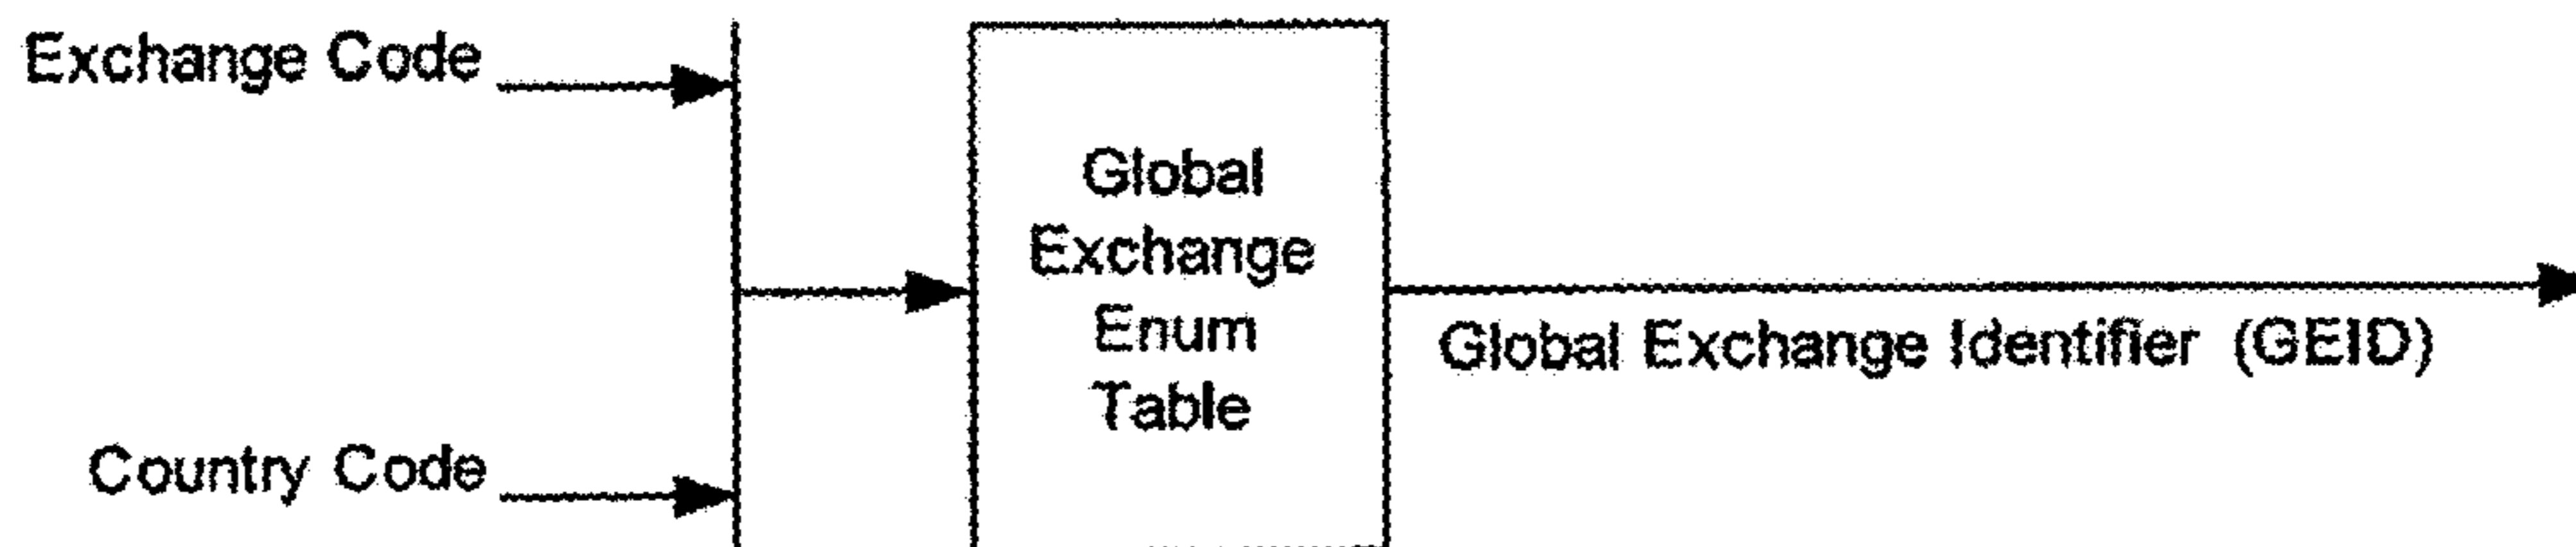 Exchange Code
Global
Exchange
Enum
Table
Global Exchange Identifier (GEID)
Country Code